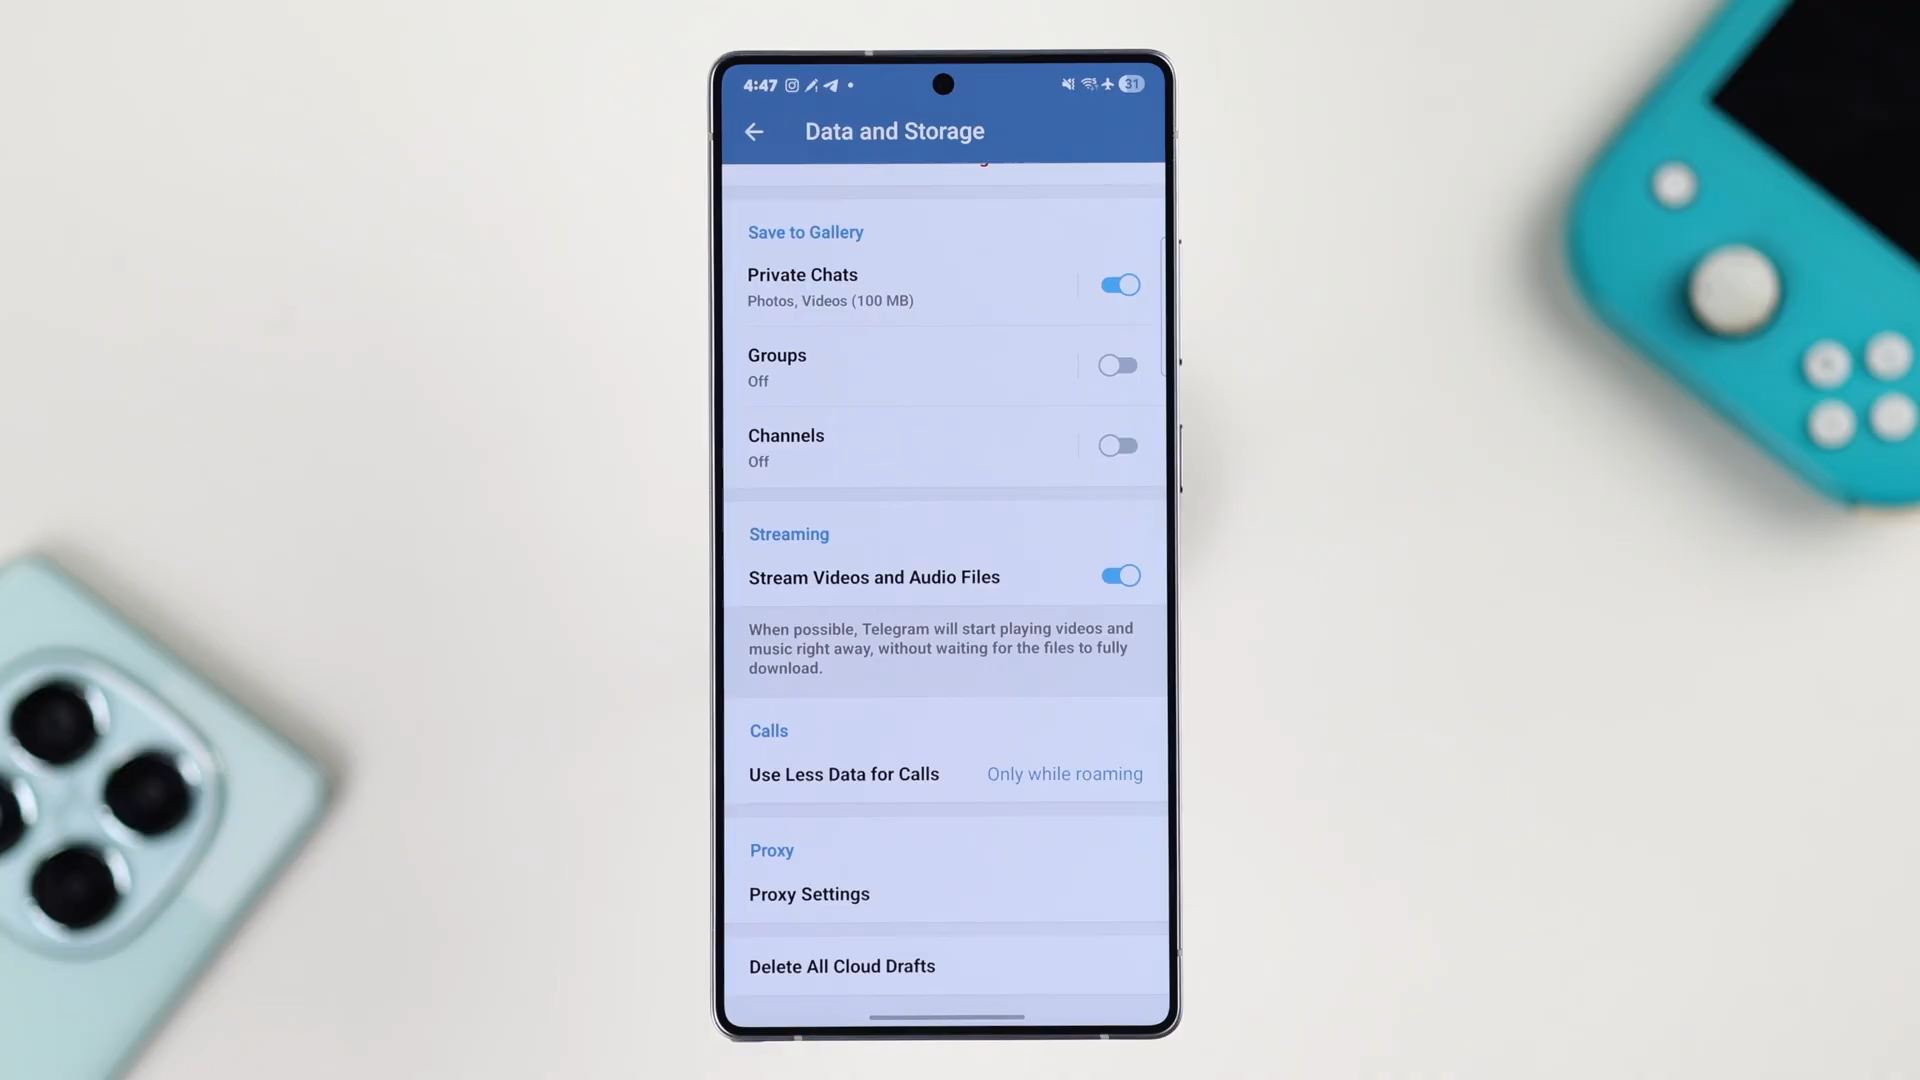 4:47
31
Data and Storage
Save to Gallery
Private Chats
Photos, Videos (100 MB)
Groups
Off
Channels
Off
Streaming
Stream Videos and Audio Files
When possible, Telegram will start playing videos and
music right away, without waiting for the files to fully
download.
Calls
Use Less Data for Calls Only while roaming
Proxy
Proxy Settings
Delete All Cloud Drafts